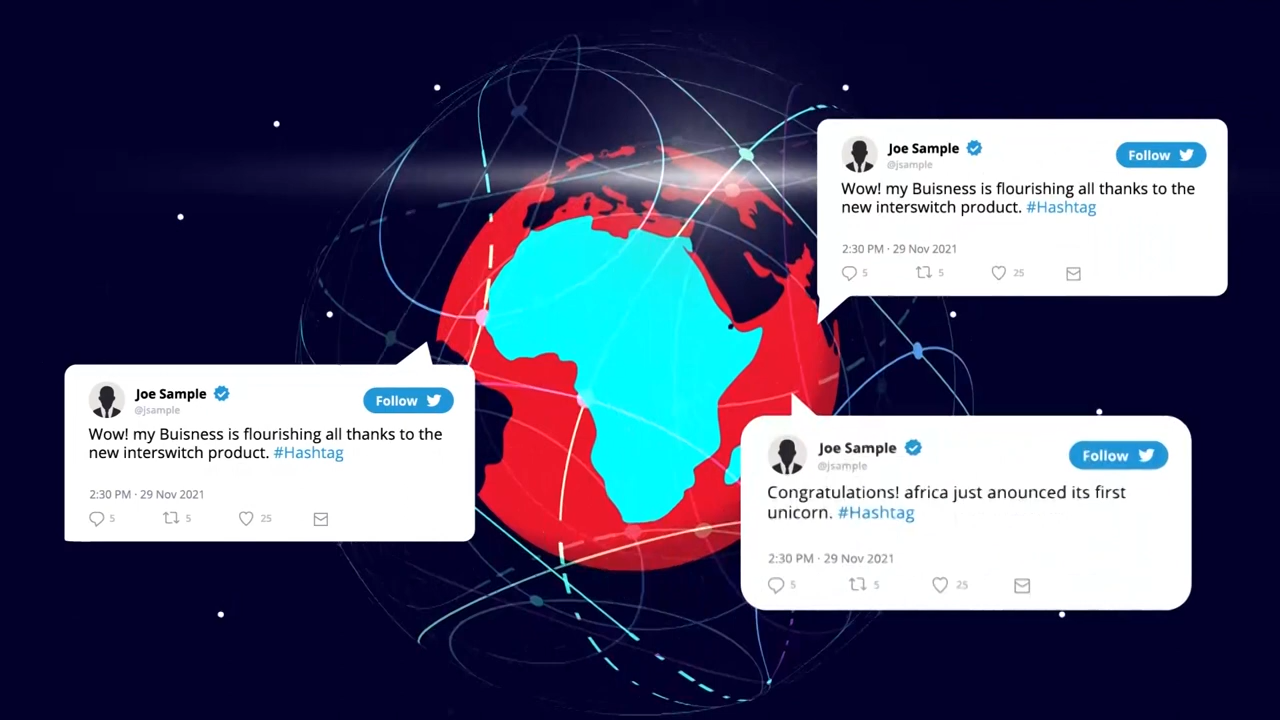 Joe Sample
@jsample
Follow
Wow! my Buisness is flourishing all thanks to the
new interswitch product. #Hashtag
2:30 PM · 29 Nov 2021
5 5 25
Joe Sample
@jsample
Follow
Wow! my Buisness is flourishing all thanks to the
new interswitch product. #Hashtag
2:30 PM · 29 Nov 2021
5 5 25
Joe Sample
@jsample
Follow
Congratulations! africa just anounced its first
unicorn. #Hashtag
2:30 PM · 29 Nov 2021
5 5 25